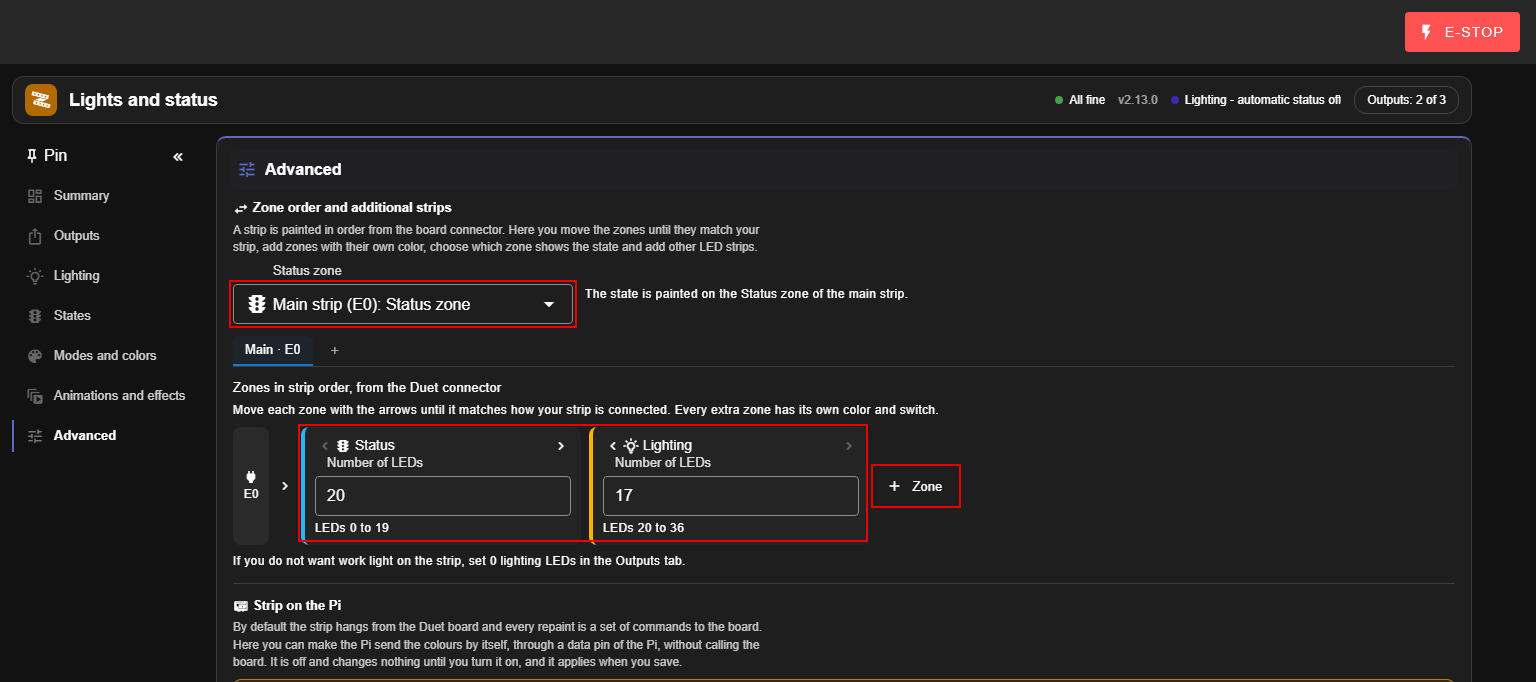 E-STOP
Lights and status
All fine v2.13.0 Lighting - automatic status off Outputs: 2 of 3
Pin
Summary
Outputs
Lighting
States
Modes and colors
Animations and effects
Advanced
Advanced
Zone order and additional strips
A strip is painted in order from the board connector. Here you move the zones until they match your
strip, add zones with their own color, choose which zone shows the state and add other LED strips.
Status zone
Main strip (E0): Status zone
The state is painted on the Status zone of the main strip.
Main · E0 +
Zones in strip order, from the Duet connector
Move each zone with the arrows until it matches how your strip is connected. Every extra zone has its own color and switch.
E0
Status
Number of LEDs
20
LEDs 0 to 19
Lighting
Number of LEDs
17
LEDs 20 to 36
+ Zone
If you do not want work light on the strip, set 0 lighting LEDs in the Outputs tab.
Strip on the Pi
By default the strip hangs from the Duet board and every repaint is a set of commands to the board.
Here you can make the Pi send the colours by itself, through a data pin of the Pi, without calling the
board. It is off and changes nothing until you turn it on, and it applies when you save.